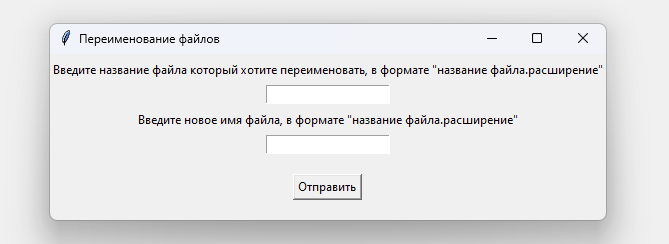 Переименование файлов
Введите название файла который хотите переименовать, в формате "название файла.расширение"
Введите новое имя файла, в формате "название файла.расширение"
Отправить